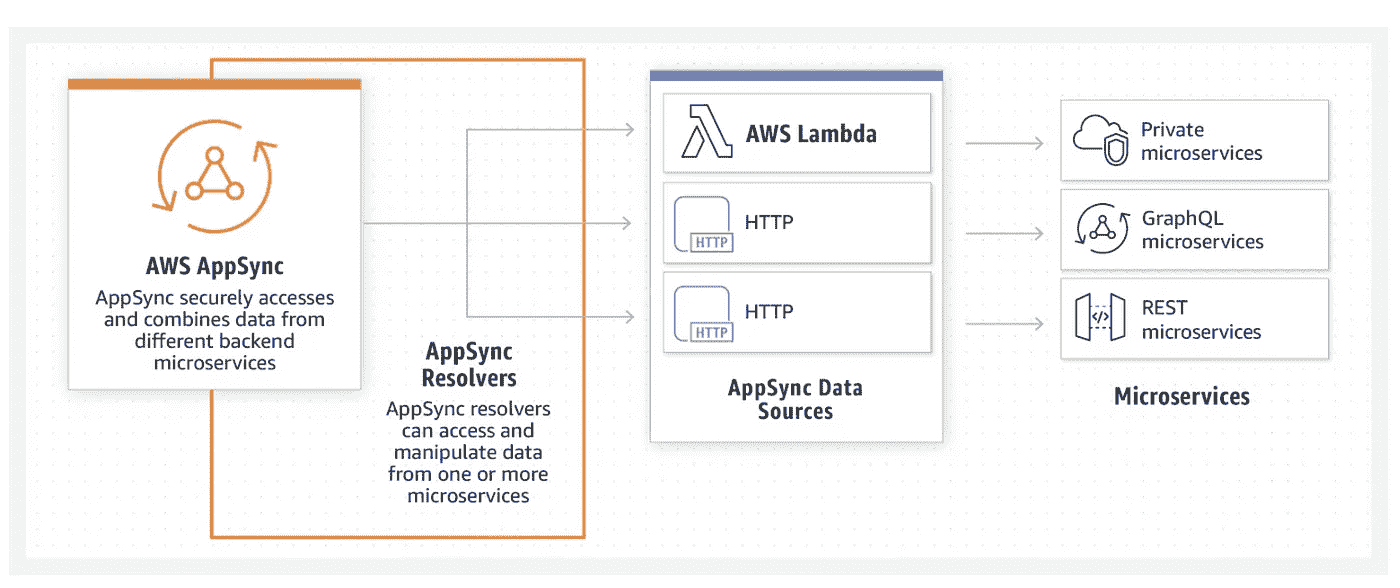 AWS AppSync
AppSync securely accesses
and combines data from
different backend
microservices
AppSync
Resolvers
AppSync resolvers
can access and
manipulate data
from one or more
microservices
AWS Lambda
HTTP
HTTP
HTTP
HTTP
AppSync Data
Sources
Private
microservices
GraphQL
microservices
</>
REST
microservices
Microservices